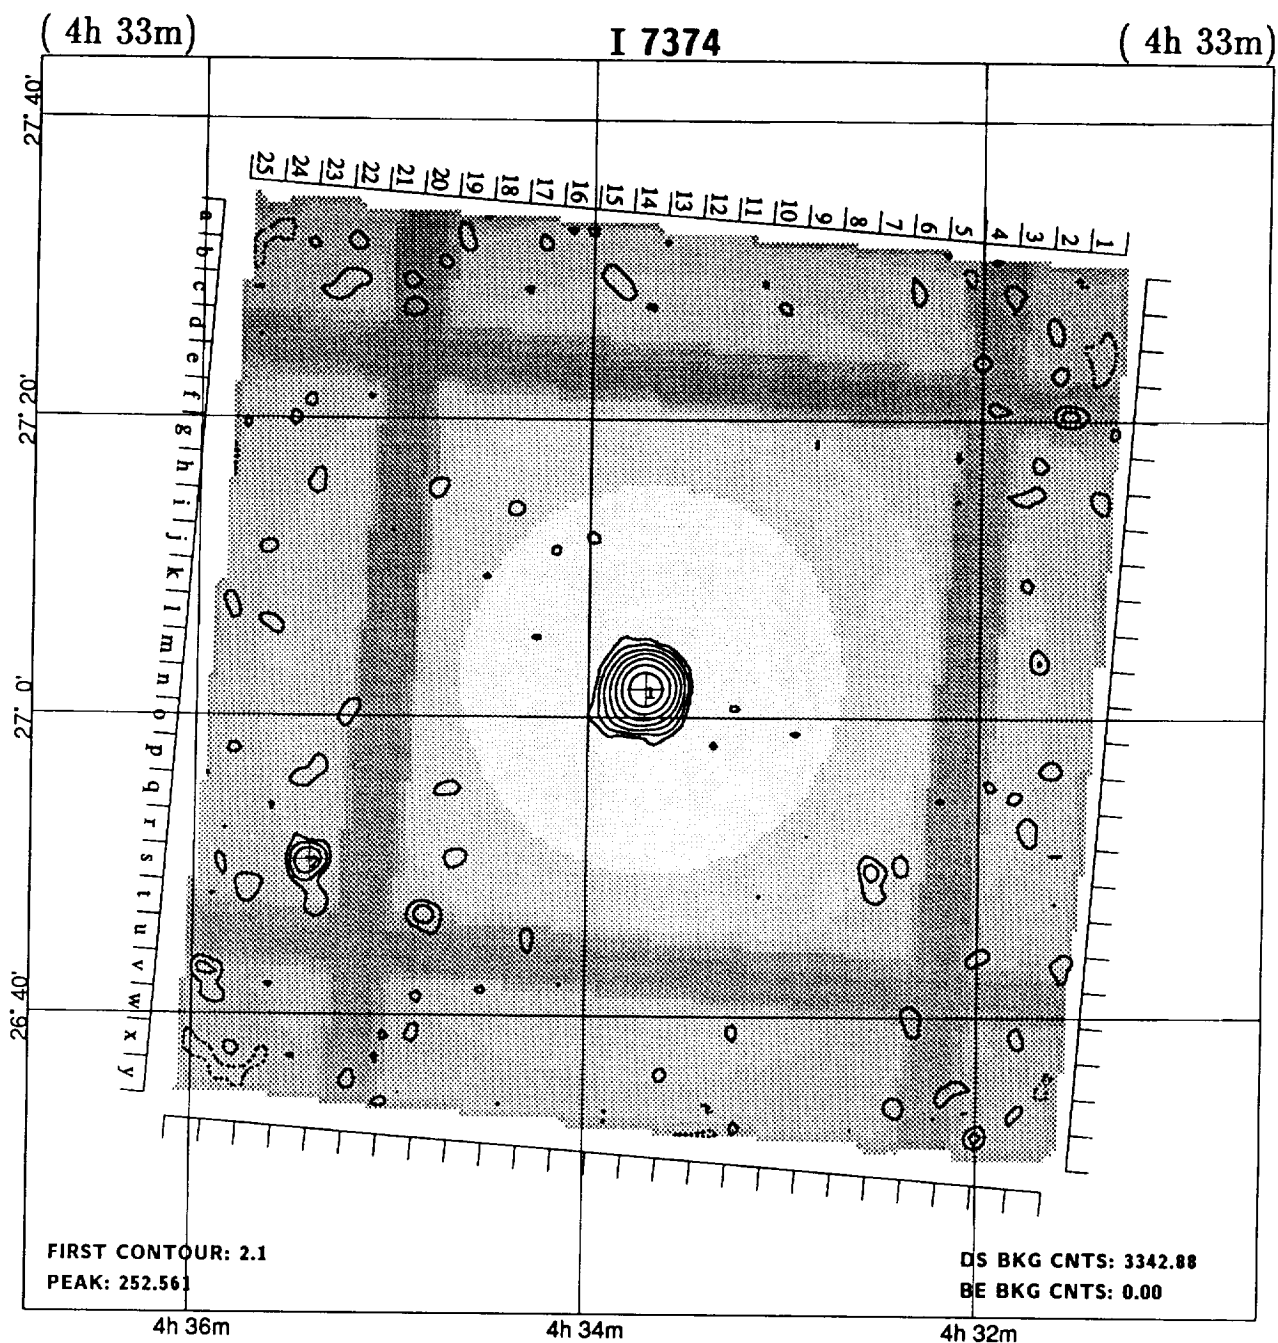 ( 4h 33m) I 7374 ( 4h 33m)
27° 40'
25 24 23 22 21 20 19 18 17 16 15 14 13 12 11 10 9 8 7 6 5 4 3 2 1
a b c d e f g h i j k l m n o p q r s t u v w x y
27° 20'
1
27° 0'
2
26° 40'
FIRST CONTOUR: 2.1
PEAK: 252.561
DS BKG CNTS: 3342.88
BE BKG CNTS: 0.00
4h 36m 4h 34m 4h 32m